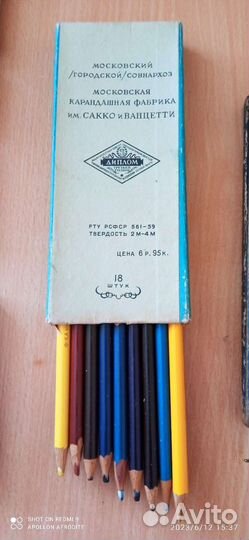 МОСКОВСКИЙ
/ГОРОДСКОЙ/СОВНАРХОЗ
МОСКОВСКАЯ
КАРАНДАШНАЯ ФАБРИКА
ИМ. САККО И ВАНЦЕТТИ
ДИПЛОМ
РТУ РСФСР 561-59
ТВЕРДОСТЬ 2М-4М
ЦЕНА 6 Р. 95 К.
18
ШТУК
SHOT ON REDMI 9
APOLLON-AFRODITE
Avito
2023/6/12 15:37